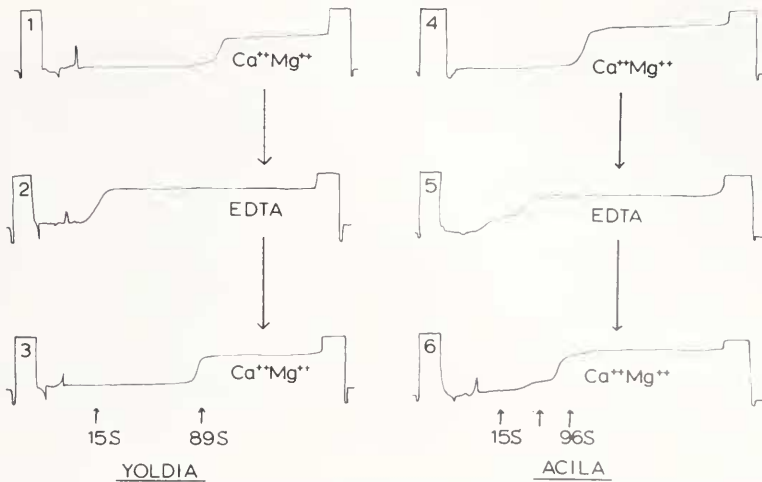 1
Ca⁺⁺Mg⁺⁺
4
Ca⁺⁺Mg⁺⁺
2
EDTA
5
EDTA
3
Ca⁺⁺Mg⁺⁺
6
Ca⁺⁺Mg⁺⁺
15S 89S
15S 96S
YOLDIA
ACILA